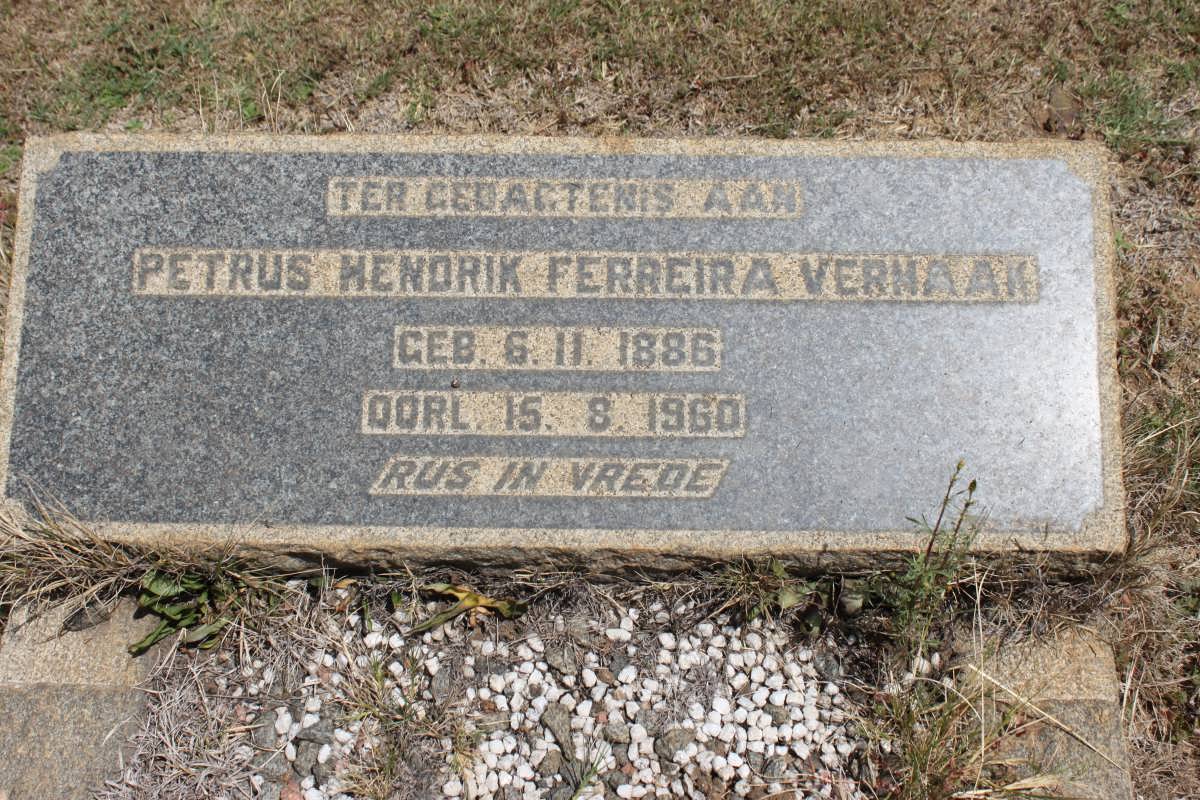 TER GEDAGTENIS AAN
PETRUS HENDRIK FERREIRA VERMAAK
GEB. 6. 11. 1886
OORL. 15. 8. 1960
RUS IN VREDE